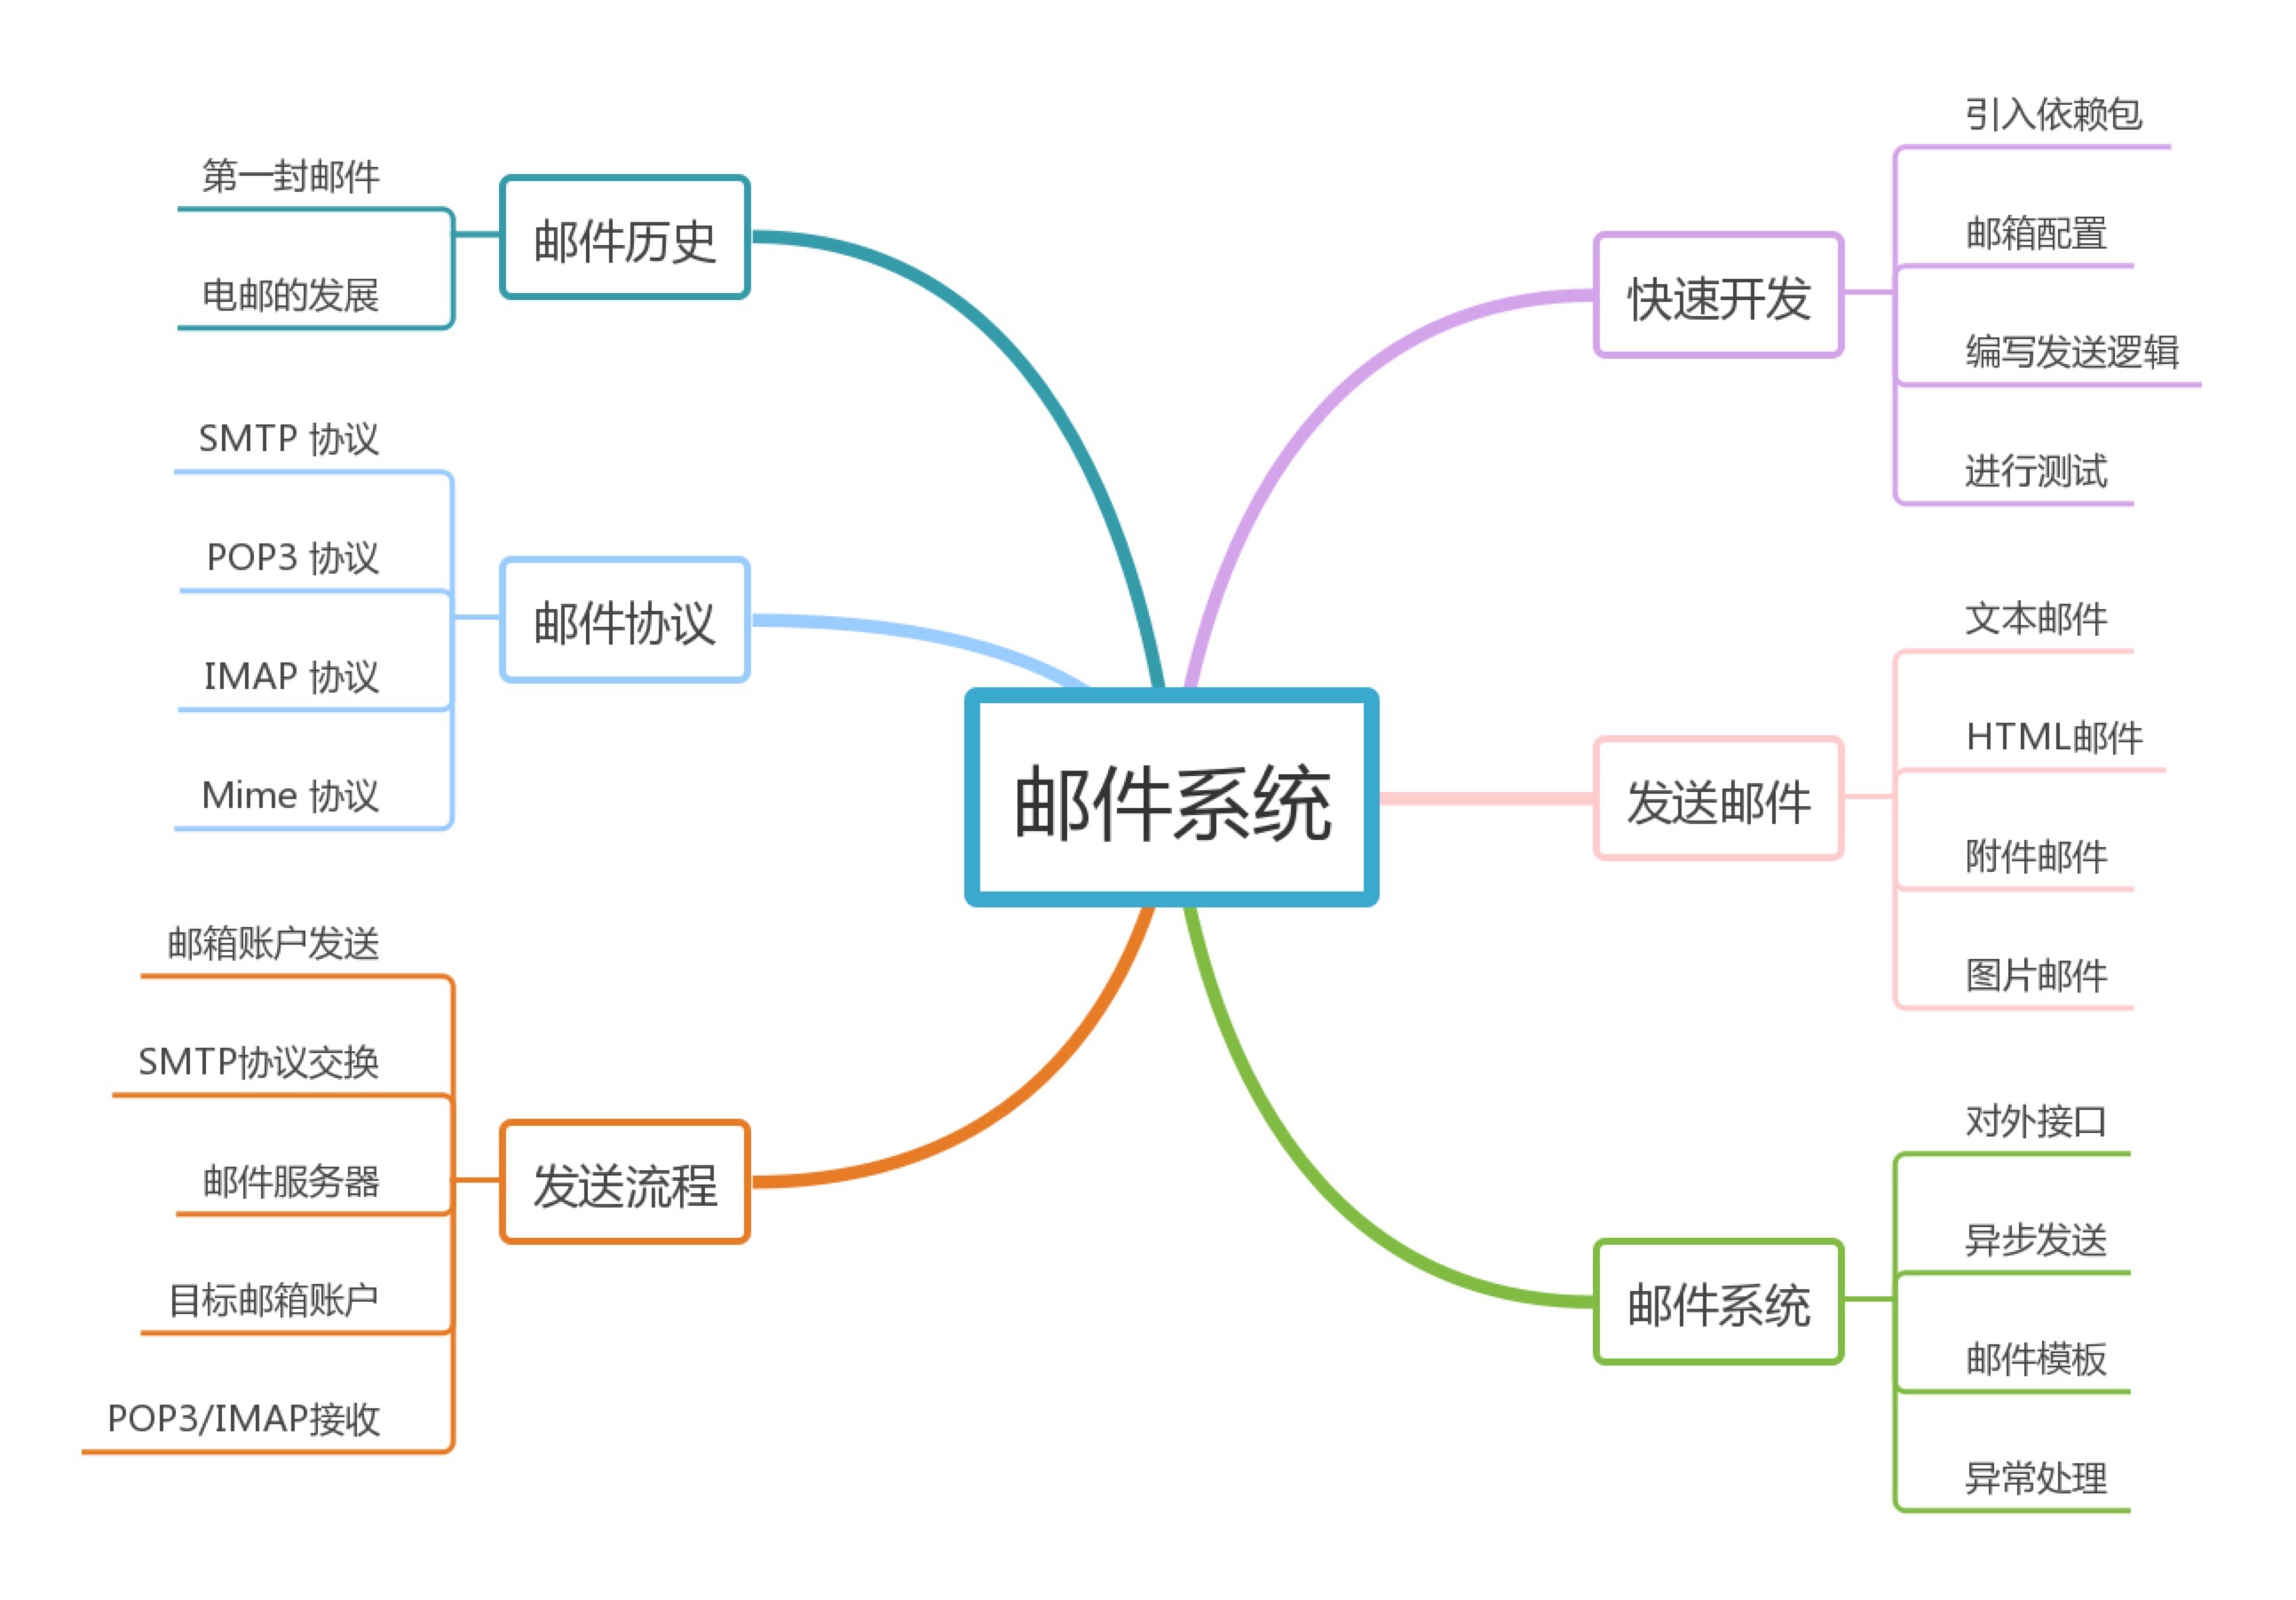 邮件系统
邮件历史
第一封邮件
电邮的发展
邮件协议
SMTP 协议
POP3 协议
IMAP 协议
Mime 协议
发送流程
邮箱账户发送
SMTP协议交换
邮件服务器
目标邮箱账户
POP3/IMAP接收
快速开发
引入依赖包
邮箱配置
编写发送逻辑
进行测试
发送邮件
文本邮件
HTML邮件
附件邮件
图片邮件
邮件系统
对外接口
异步发送
邮件模板
异常处理